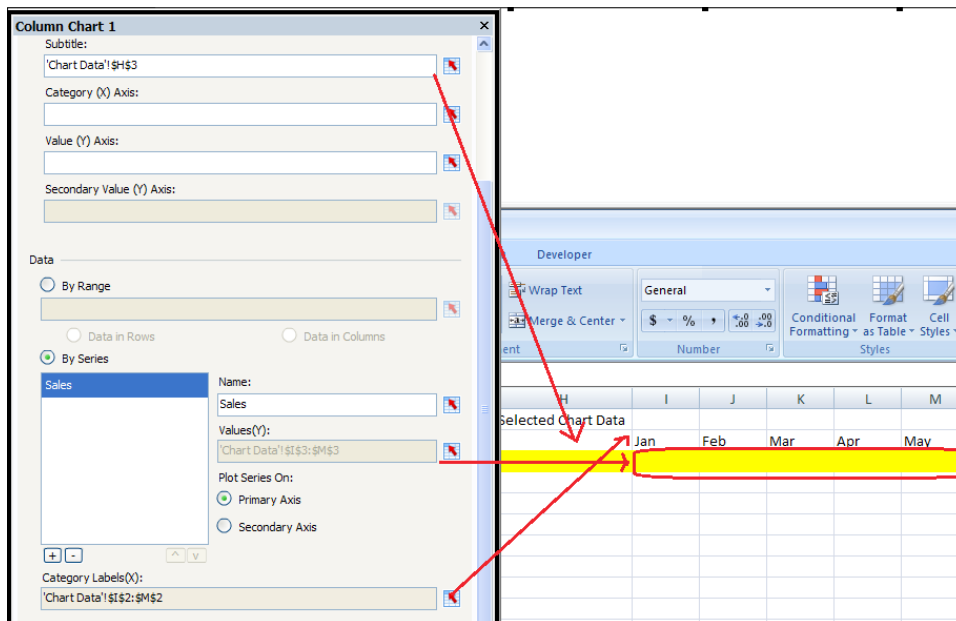 Column Chart 1
Subtitle:
'Chart Data'!$H$3
Category (X) Axis:
Value (Y) Axis:
Secondary Value (Y) Axis:
Data
By Range
Data in Rows
Data in Columns
By Series
Sales
Name:
Sales
Values(Y):
'Chart Data'!$I$3:$M$3
Plot Series On:
Primary Axis
Secondary Axis
+ -
^ v
Category Labels(X):
'Chart Data'!$I$2:$M$2
Developer
Wrap Text
General
Merge & Center
$ % , .0 .00 .00 .0
Conditional Formatting
Format as Table
Cell Styles
Number
Styles
H I J K L M
Selected Chart Data
Jan Feb Mar Apr May